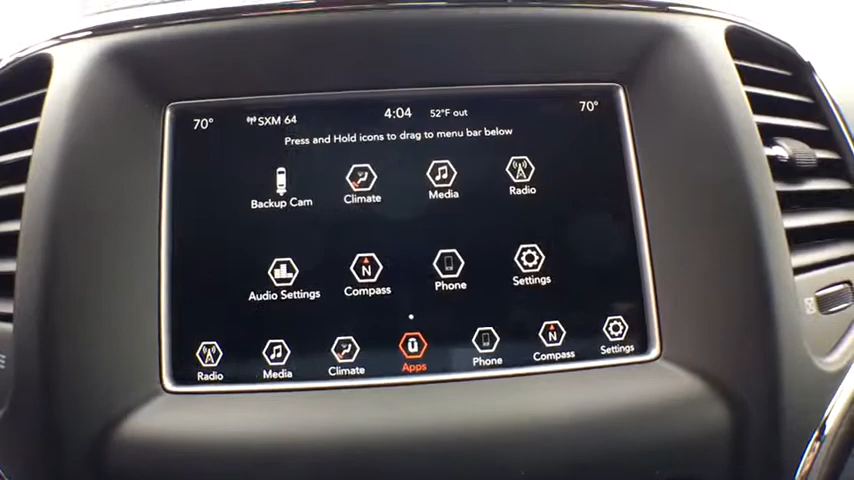 70° SXM 64 4:04 52°F out 70°
Press and Hold icons to drag to menu bar below
Backup Cam Climate Media Radio
N
Audio Settings Compass Phone Settings
û N
Radio Media Climate Apps Phone Compass Settings